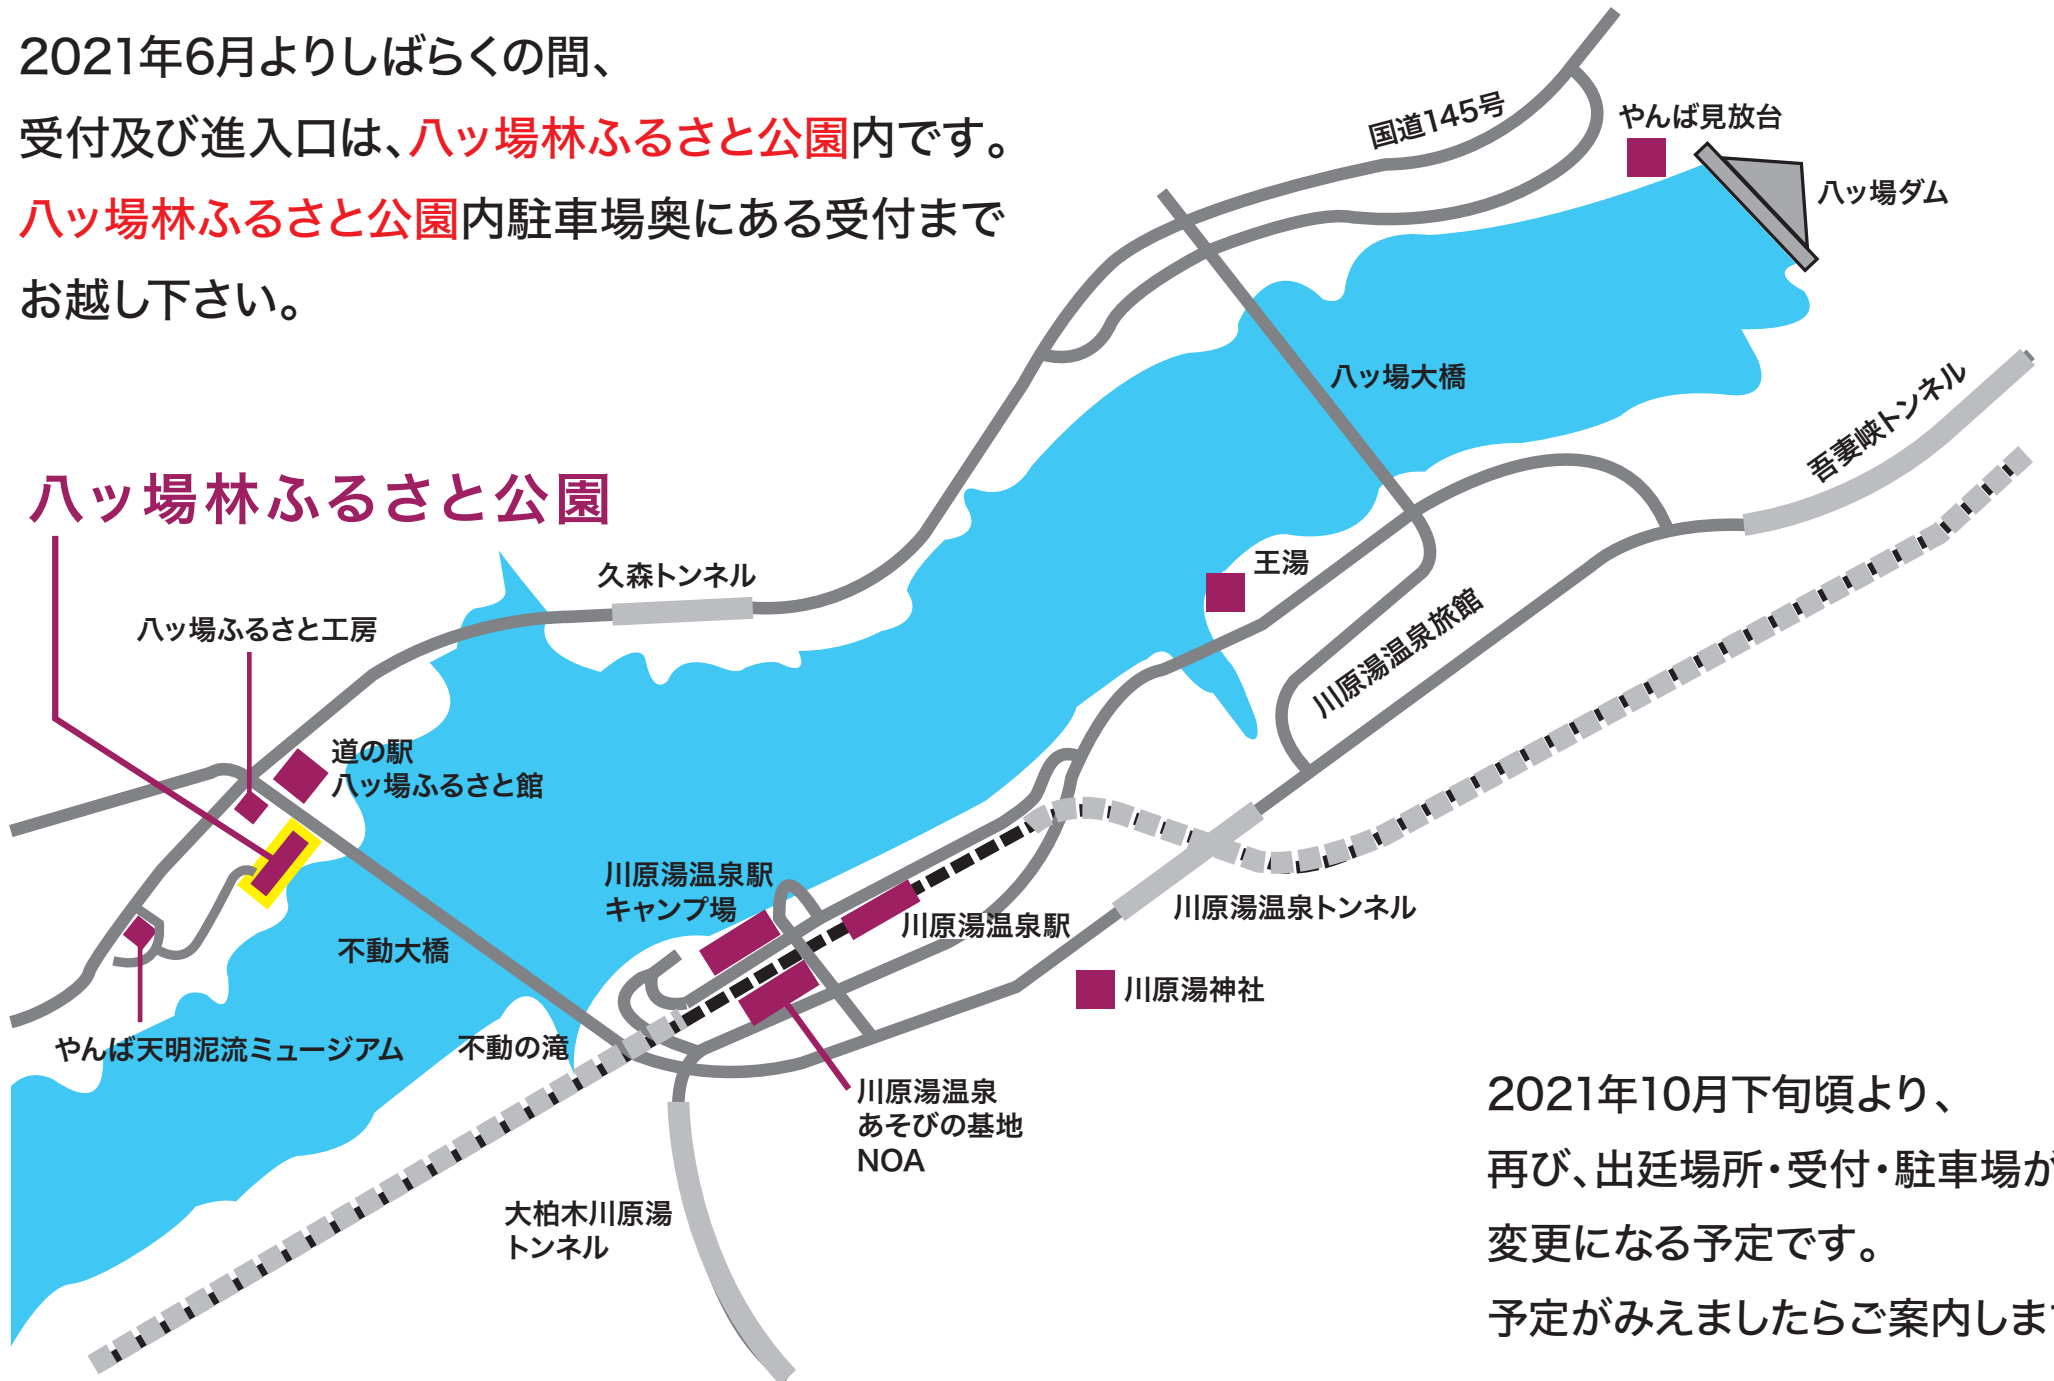 2021年6月よりしばらくの間、
受付及び進入口は、八ッ場林ふるさと公園内です。
八ッ場林ふるさと公園内駐車場奥にある受付まで
お越し下さい。
国道145号
やんば見放台
八ッ場ダム
八ッ場大橋
吾妻峡トンネル
八ッ場林ふるさと公園
久森トンネル
王湯
八ッ場ふるさと工房
川原湯温泉旅館
道の駅
八ッ場ふるさと館
川原湯温泉駅
キャンプ場
川原湯温泉駅
川原湯温泉トンネル
不動大橋
川原湯神社
やんば天明泥流ミュージアム
不動の滝
川原湯温泉
あそびの基地
NOA
大柏木川原湯
トンネル
2021年10月下旬頃より、
再び、出廷場所・受付・駐車場が
変更になる予定です。
予定がみえましたらご案内しま